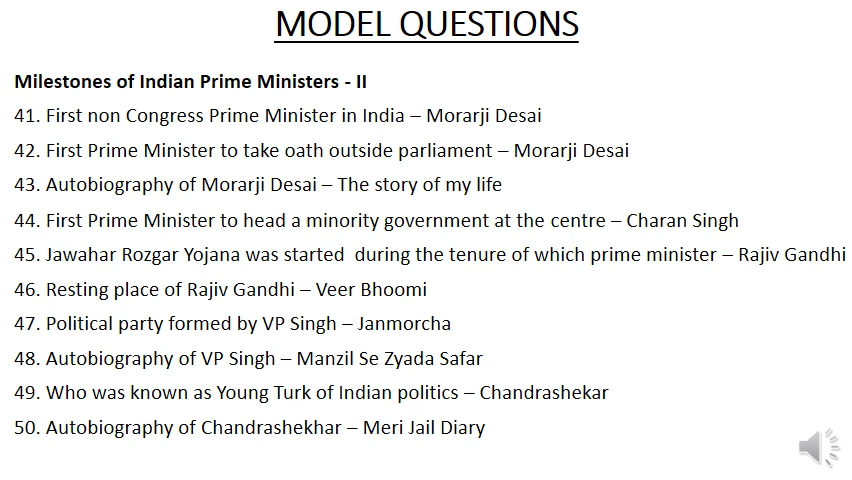 MODEL QUESTIONS
Milestones of Indian Prime Ministers - II
41. First non Congress Prime Minister in India – Morarji Desai
42. First Prime Minister to take oath outside parliament – Morarji Desai
43. Autobiography of Morarji Desai – The story of my life
44. First Prime Minister to head a minority government at the centre – Charan Singh
45. Jawahar Rozgar Yojana was started  during the tenure of which prime minister – Rajiv Gandhi
46. Resting place of Rajiv Gandhi – Veer Bhoomi
47. Political party formed by VP Singh – Janmorcha
48. Autobiography of VP Singh – Manzil Se Zyada Safar
49. Who was known as Young Turk of Indian politics – Chandrashekar
50. Autobiography of Chandrashekhar – Meri Jail Diary